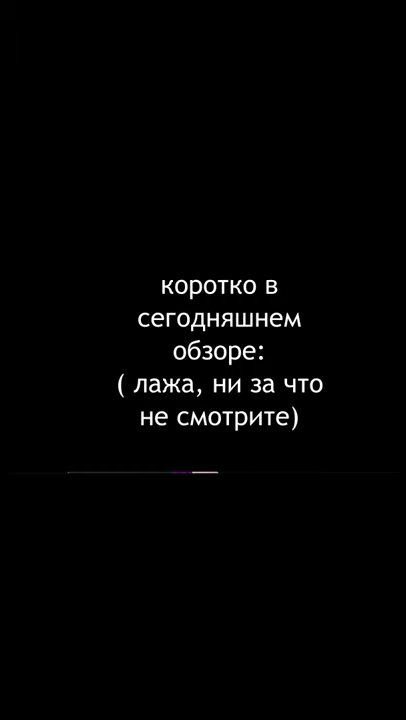 коротко в
сегодняшнем
обзоре:
( лажа, ни за что
не смотрите)